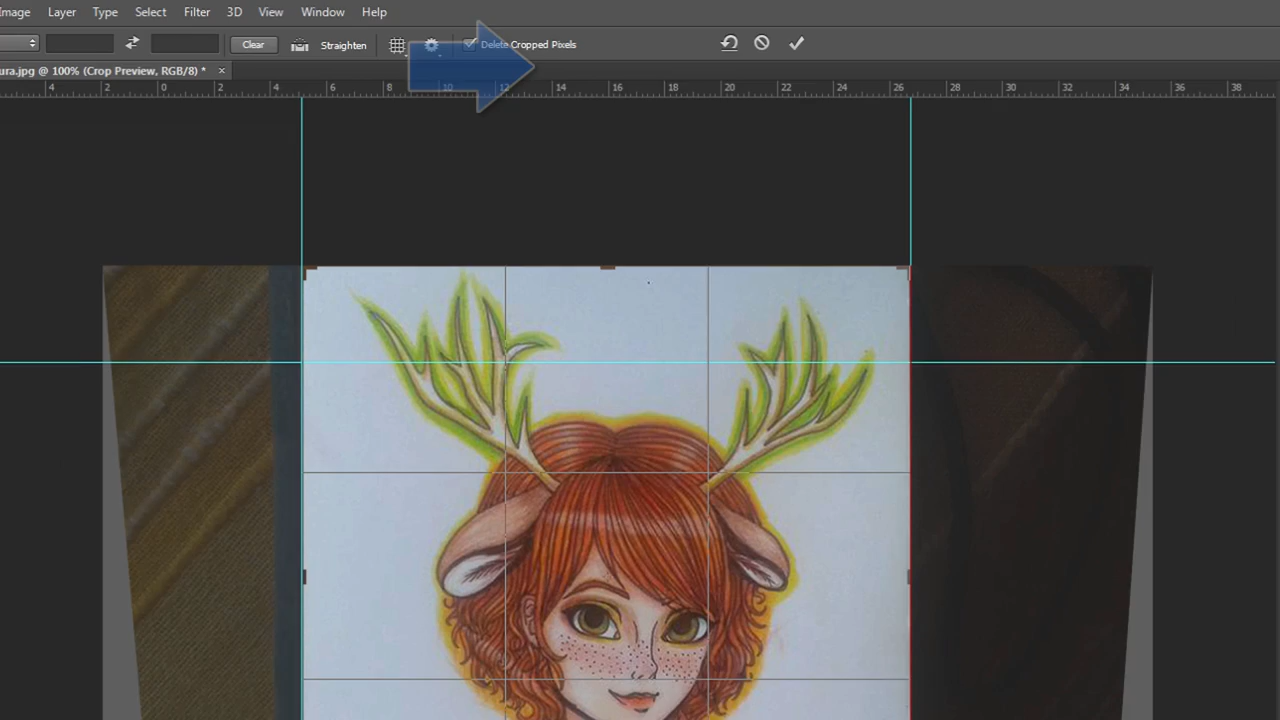 Image Layer Type Select Filter 3D View Window Help
Clear Straighten Delete Cropped Pixels
ura.jpg @ 100% (Crop Preview, RGB/8) * ×
4 2 0 2 4 6 8 10 12 14 16 18 20 22 24 26 28 30 32 34 36 38